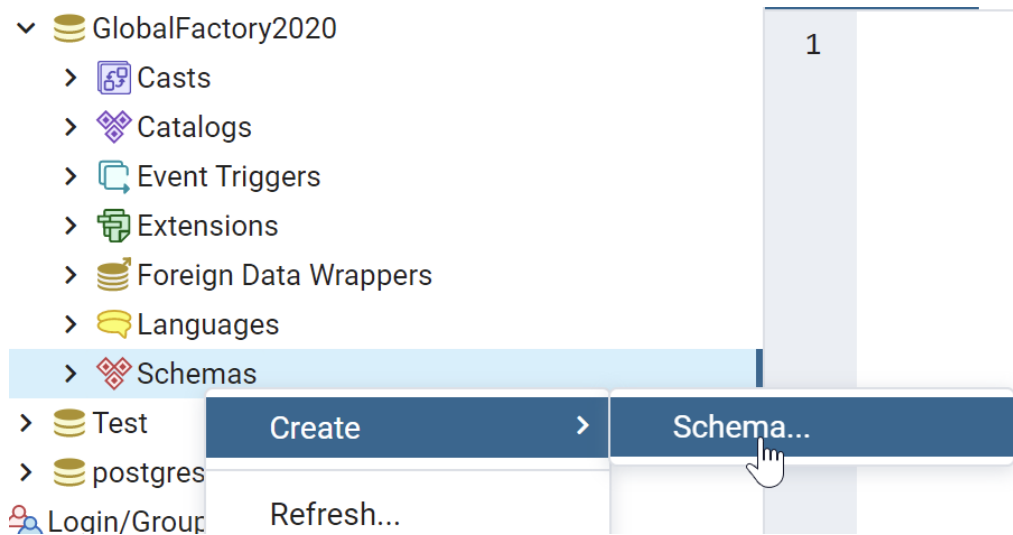 GlobalFactory2020
1
Casts
Catalogs
Event Triggers
Extensions
Foreign Data Wrappers
Languages
Schemas
Test
Create
Schema...
postgres
Refresh...
Login/Group